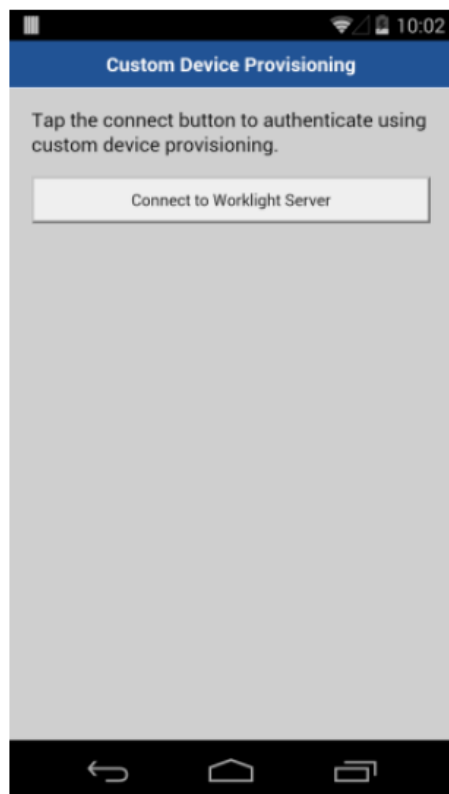 10:02
Custom Device Provisioning
Tap the connect button to authenticate using
custom device provisioning.
Connect to Worklight Server